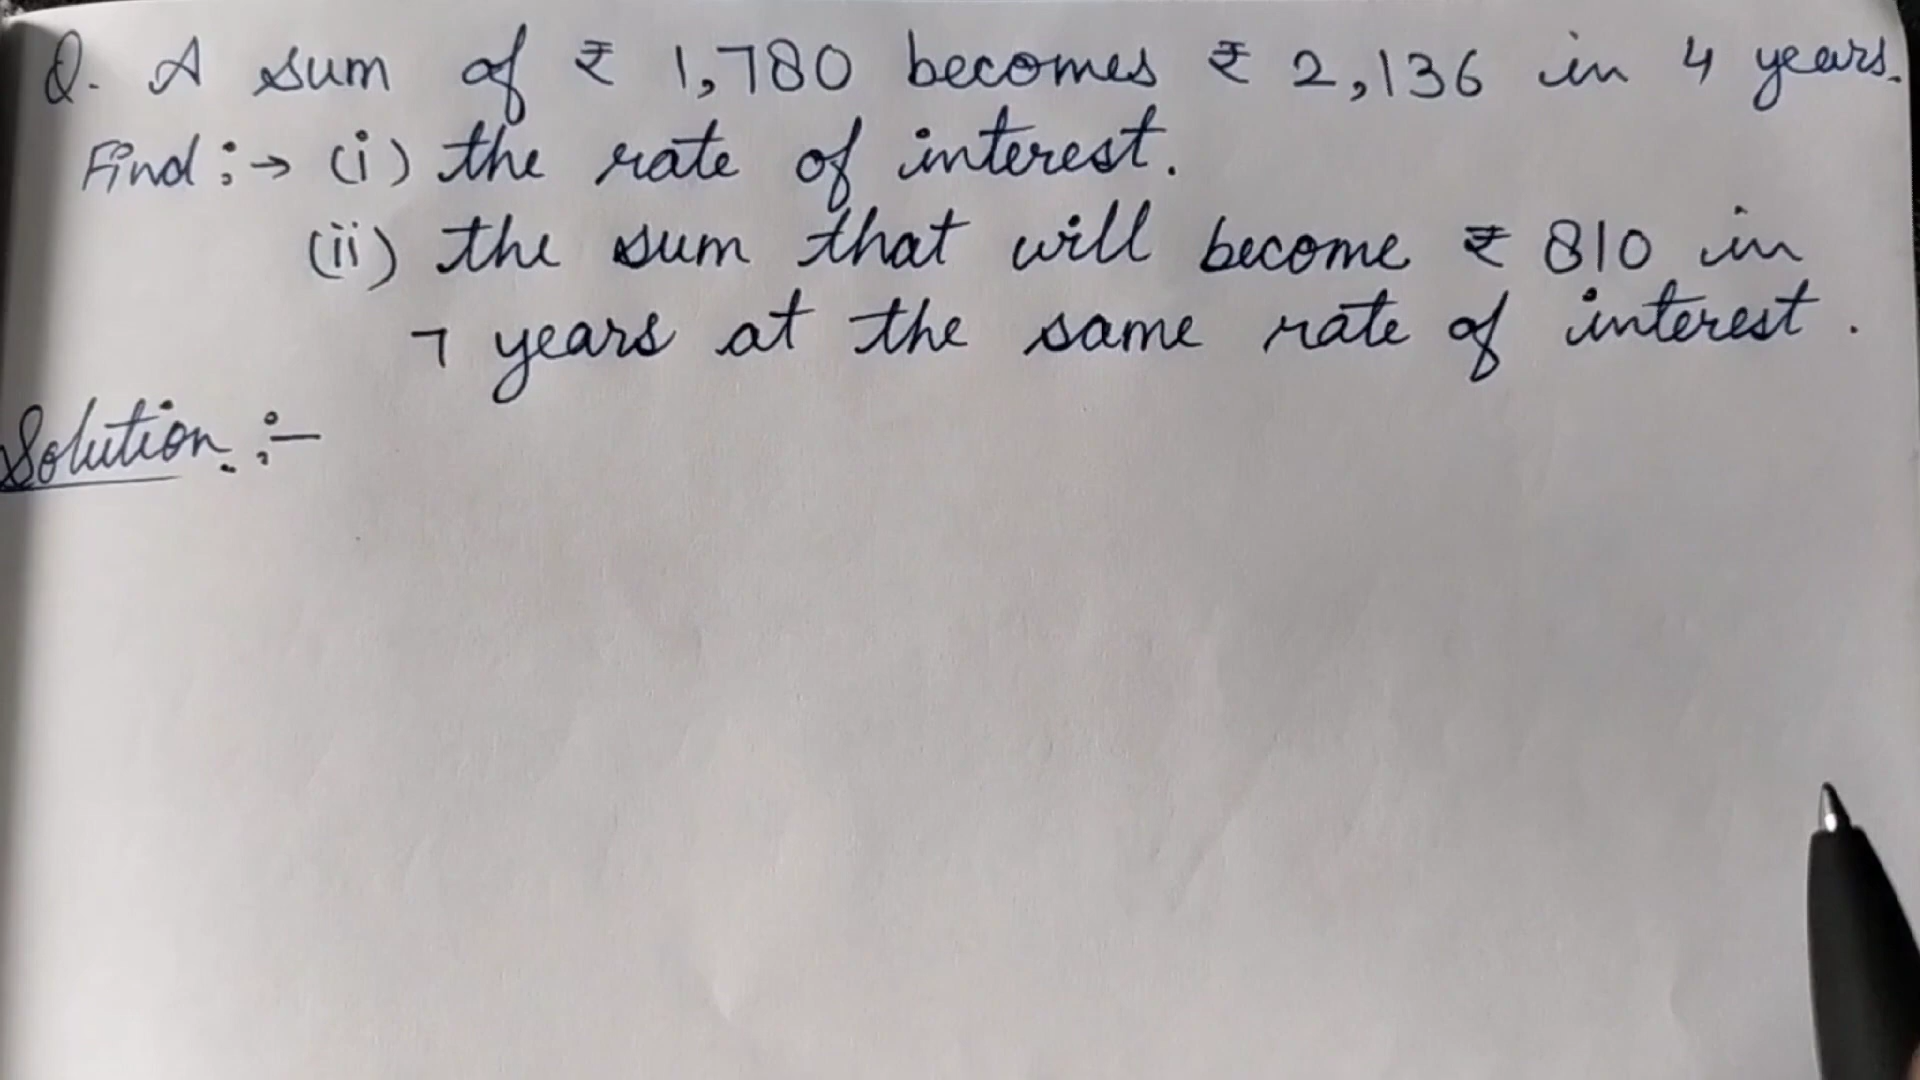 Q. A sum of ₹ 1,780 becomes ₹ 2,136 in 4 years.
Find :→ (i) the rate of interest.
(ii) the sum that will become ₹ 810 in
7 years at the same rate of interest.
Solution :-